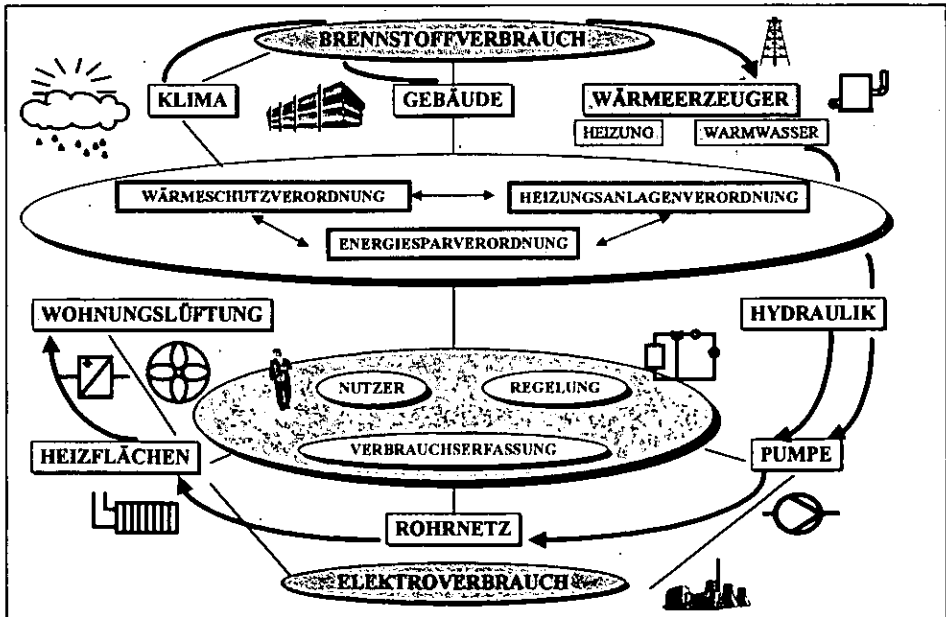 BRENNSTOFFVERBRAUCH
KLIMA
GEBÄUDE
WÄRMEERZEUGER
HEIZUNG
WARMWASSER
WÄRMESCHUTZVERORDNUNG
HEIZUNGSANLAGENVERORDNUNG
ENERGIESPARVERORDNUNG
WOHNUNGSLÜFTUNG
HYDRAULIK
NUTZER
REGELUNG
VERBRAUCHSERFASSUNG
HEIZFLÄCHEN
PUMPE
ROHRNETZ
ELEKTROVERBRAUCH